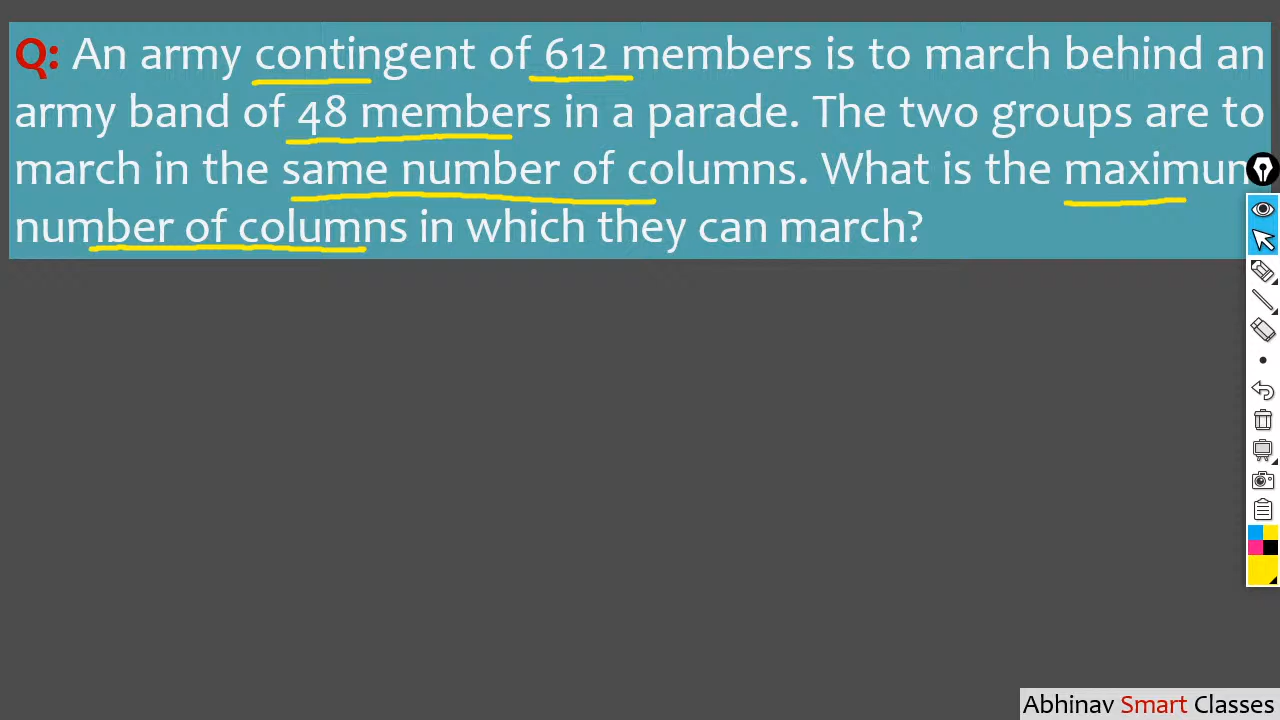 Q: An army contingent of 612 members is to march behind an
army band of 48 members in a parade. The two groups are to
march in the same number of columns. What is the maximum
number of columns in which they can march?
Abhinav Smart Classes